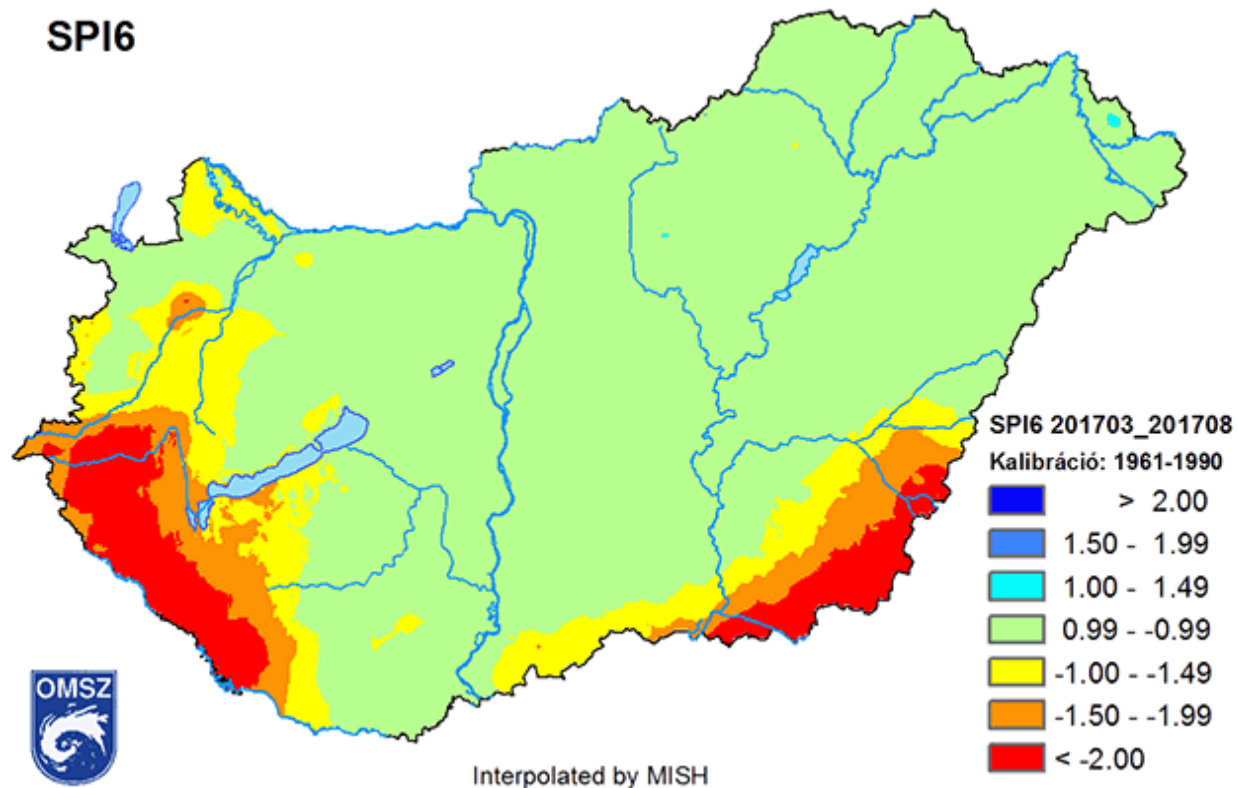 SPI6
SPI6 201703_201708
Kalibráció: 1961-1990
> 2.00
1.50 - 1.99
1.00 - 1.49
0.99 - -0.99
-1.00 - -1.49
-1.50 - -1.99
< -2.00
OMSZ
Interpolated by MISH